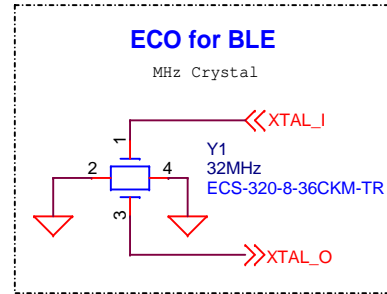 ECO for BLE
MHz Crystal
XTAL_I
1
Y1
32MHz
ECS-320-8-36CKM-TR
2
4
3
XTAL_O